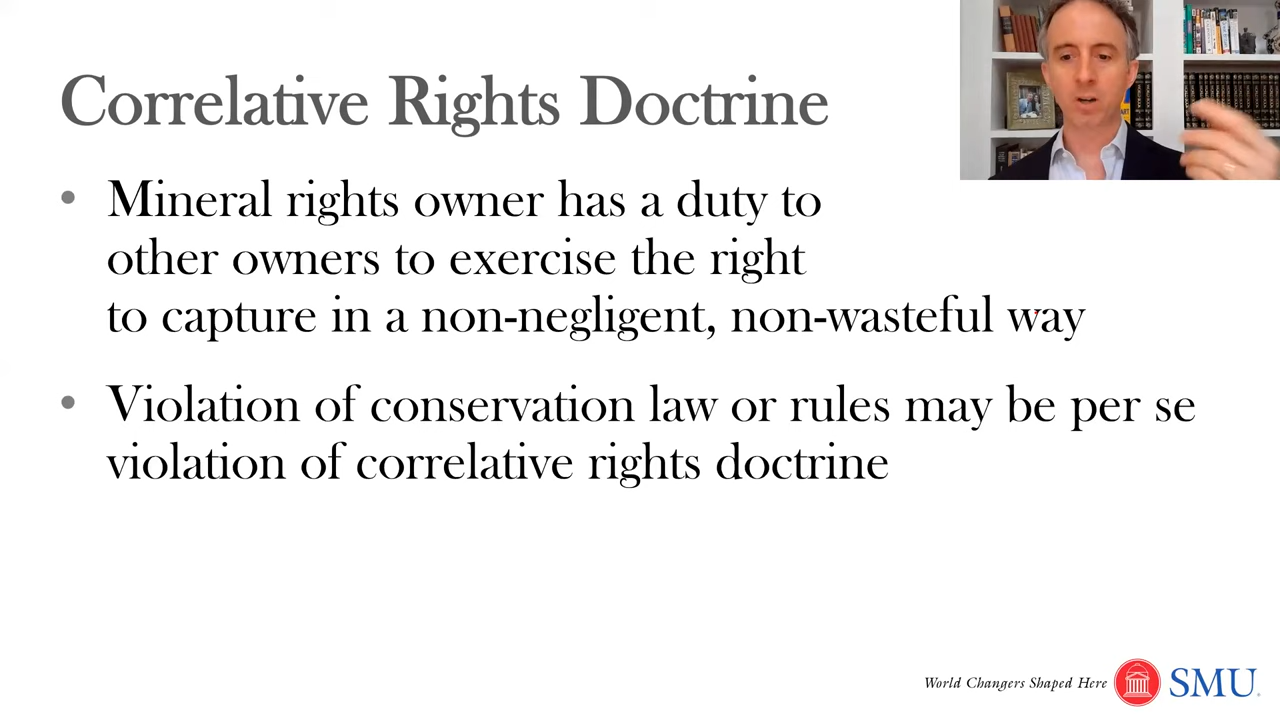 Correlative Rights Doctrine
• Mineral rights owner has a duty to
other owners to exercise the right
to capture in a non-negligent, non-wasteful way
• Violation of conservation law or rules may be per se
violation of correlative rights doctrine
World Changers Shaped Here
SMU